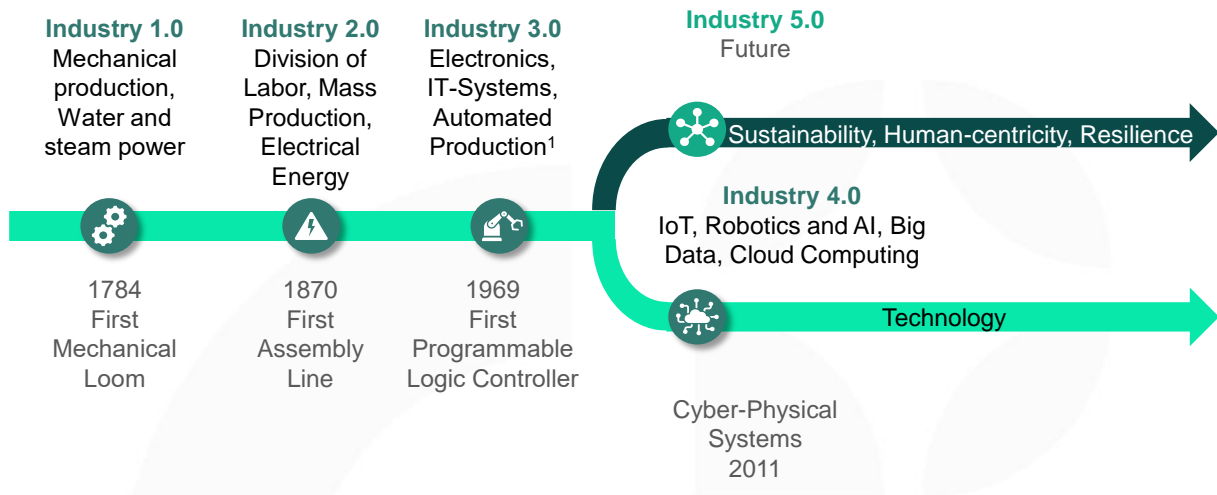 Industry 1.0
Mechanical
production,
Water and
steam power
Industry 2.0
Division of
Labor, Mass
Production,
Electrical
Energy
Industry 3.0
Electronics,
IT-Systems,
Automated
Production¹
Industry 5.0
Future
Sustainability, Human-centricity, Resilience
Industry 4.0
IoT, Robotics and AI, Big
Data, Cloud Computing
Technology
1784
First
Mechanical
Loom
1870
First
Assembly
Line
1969
First
Programmable
Logic Controller
Cyber-Physical
Systems
2011